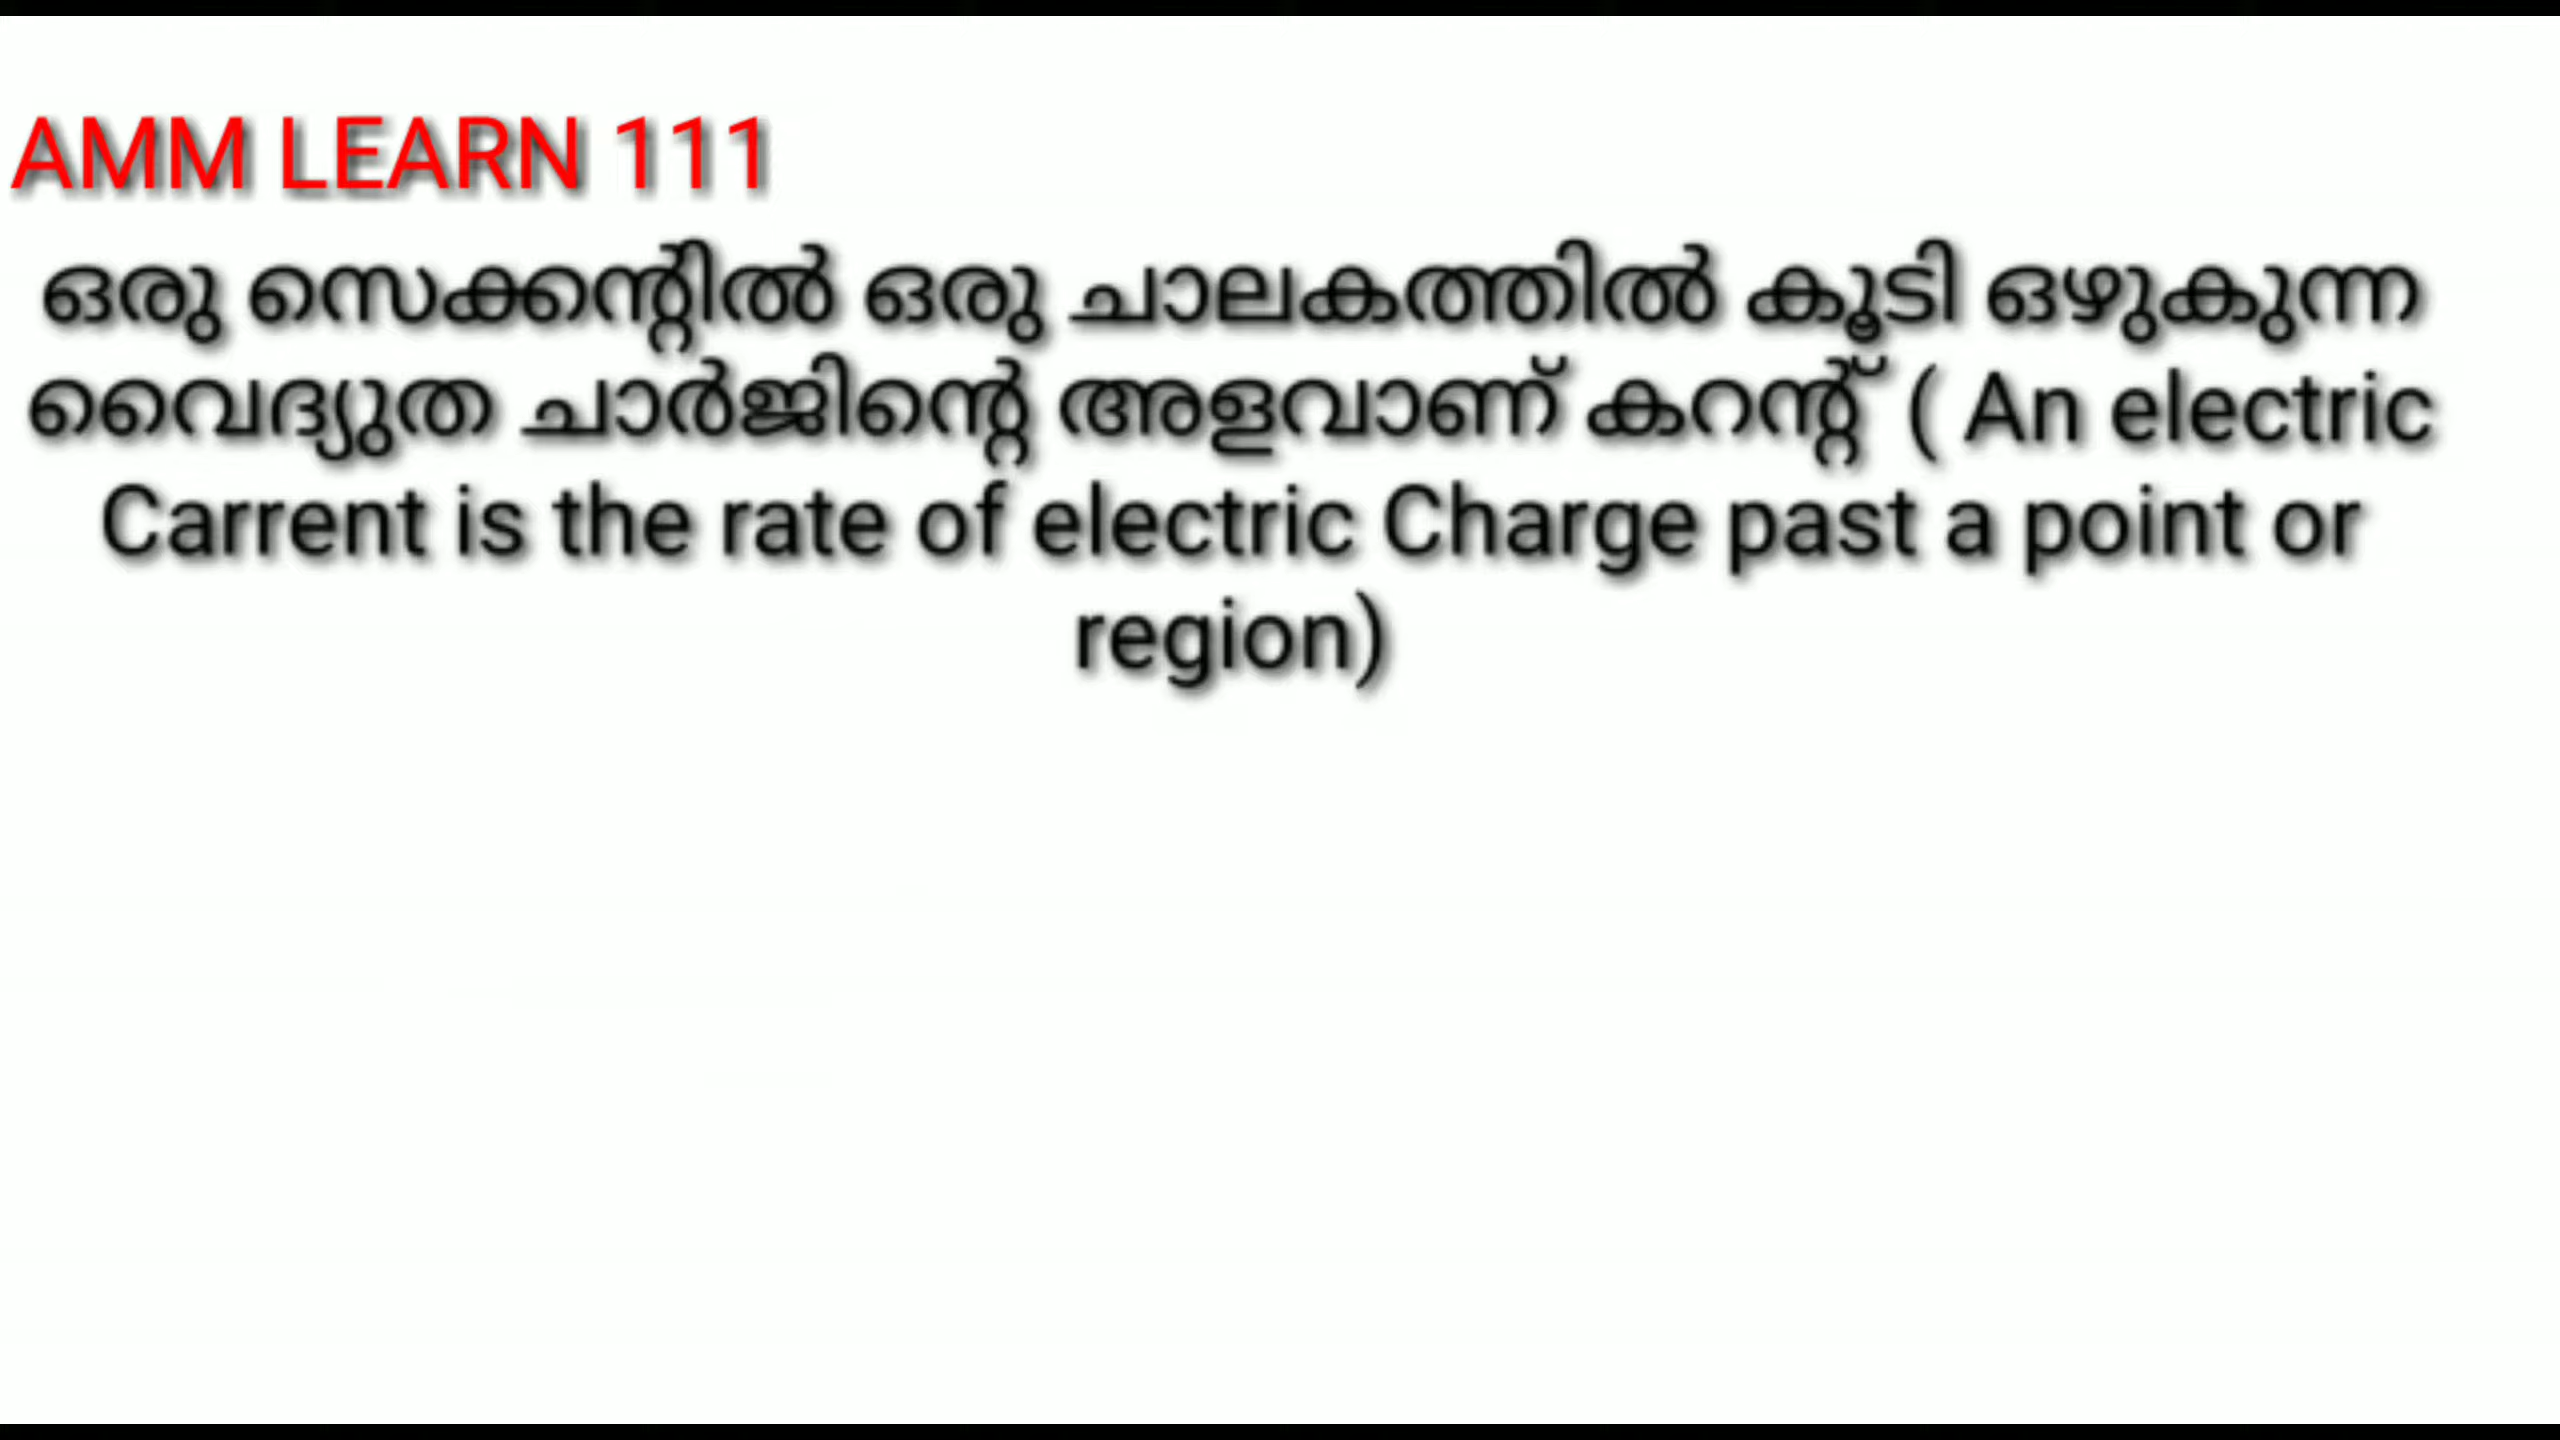 AMM LEARN 111
ഒരു സെക്കന്റിൽ ഒരു ചാലകത്തിൽ കൂടി ഒഴുകുന്ന
വൈദ്യുത ചാർജിന്റെ അളവാണ് കറന്റ് ( An electric
Carrent is the rate of electric Charge past a point or
region)